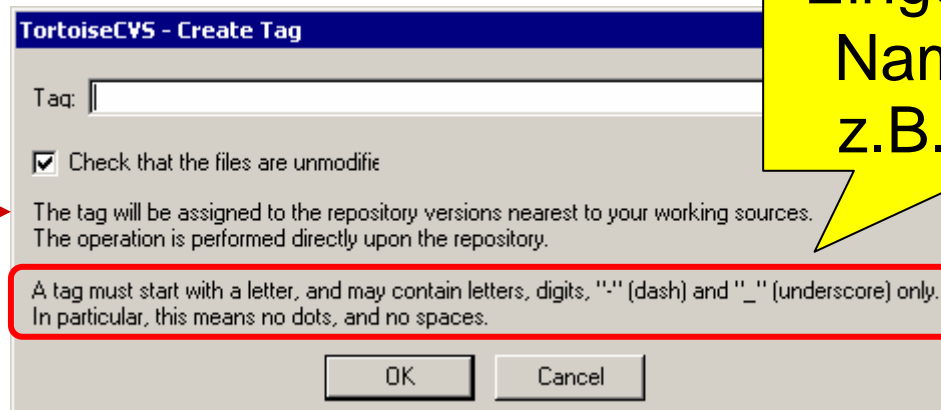 TortoiseCVS - Create Tag
Nam
z.B.
Tag:
Check that the files are unmodifie
The tag will be assigned to the repository versions nearest to your working sources.
The operation is performed directly upon the repository.
A tag must start with a letter, and may contain letters, digits, "-" (dash) and "_" (underscore) only.
In particular, this means no dots, and no spaces.
OK
Cancel